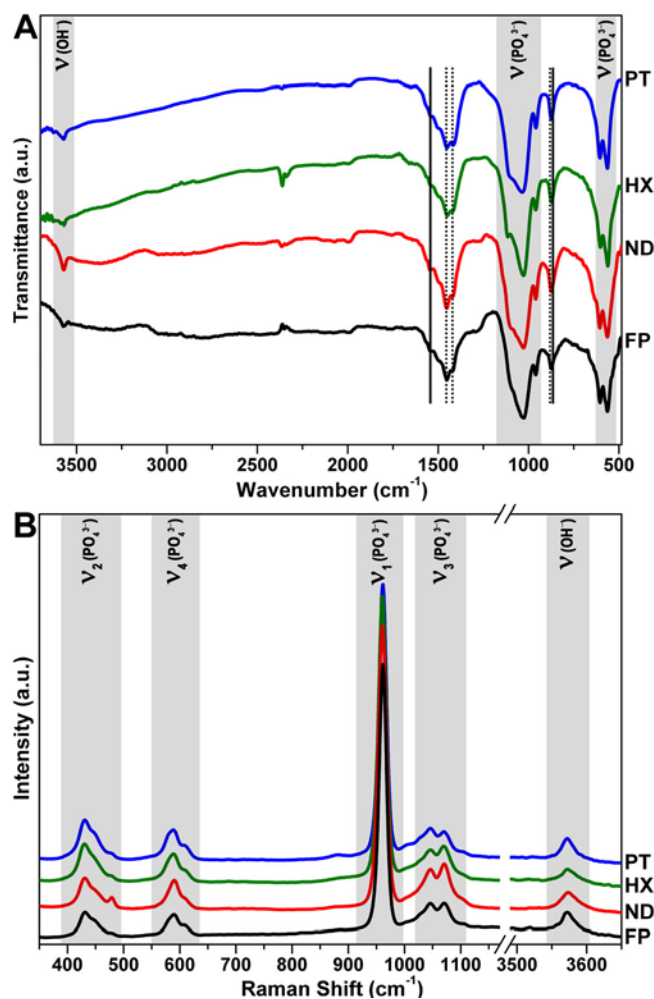 A
ν(OH⁻)
ν(PO₄³⁻)
ν(PO₄³⁻)
PT
HX
ND
FP
Transmittance (a.u.)
3500 3000 2500 2000 1500 1000 500
Wavenumber (cm⁻¹)
B
ν₂(PO₄³⁻)
ν₄(PO₄³⁻)
ν₁(PO₄³⁻)
ν₃(PO₄³⁻)
ν(OH⁻)
Intensity (a.u.)
PT
HX
ND
FP
400 500 600 700 800 900 1000 1100 3500 3600
Raman Shift (cm⁻¹)